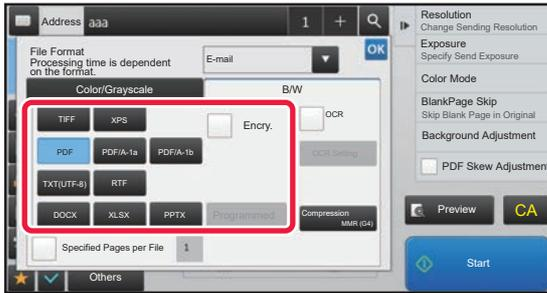 Address aaa 1 +
File Format
Processing time is dependent
on the format.
E-mail
OK
Color/Grayscale
B/W
TIFF XPS
Encry.
OCR
PDF PDF/A-1a PDF/A-1b
OCR Setting
TXT(UTF-8) RTF
DOCX XLSX PPTX
Programmed
Compression
MMR (G4)
Specified Pages per File 1
Others
Resolution
Change Sending Resolution
Exposure
Specify Send Exposure
Color Mode
BlankPage Skip
Skip Blank Page in Original
Background Adjustment
PDF Skew Adjustment
Preview
CA
Start